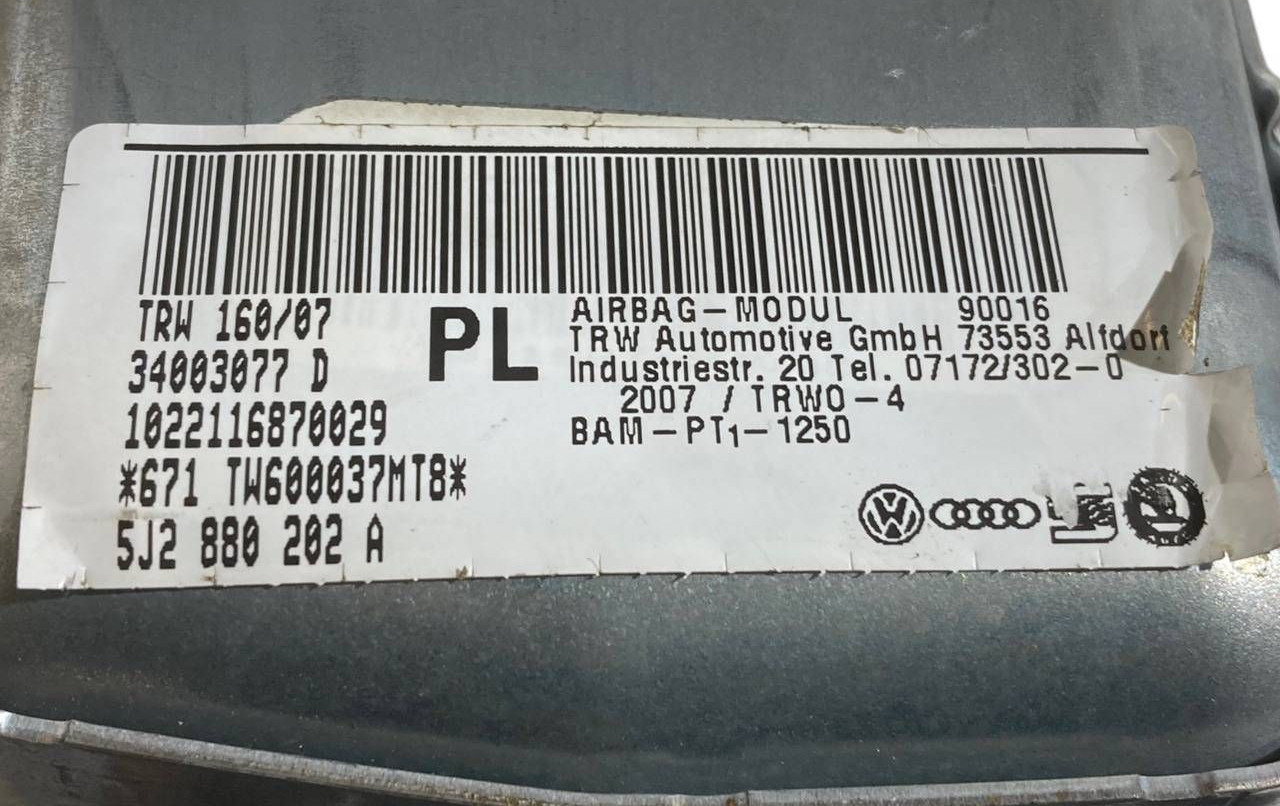 TRW 160/07
34003077 D
1022116870029
*671 TW600037MT8*
5J2 880 202 A
PL
AIRBAG-MODUL 90016
TRW Automotive GmbH 73553 Alfdorf
Industriestr. 20 Tel. 07172/302-0
2007 / TRWO-4
BAM-PT1-1250